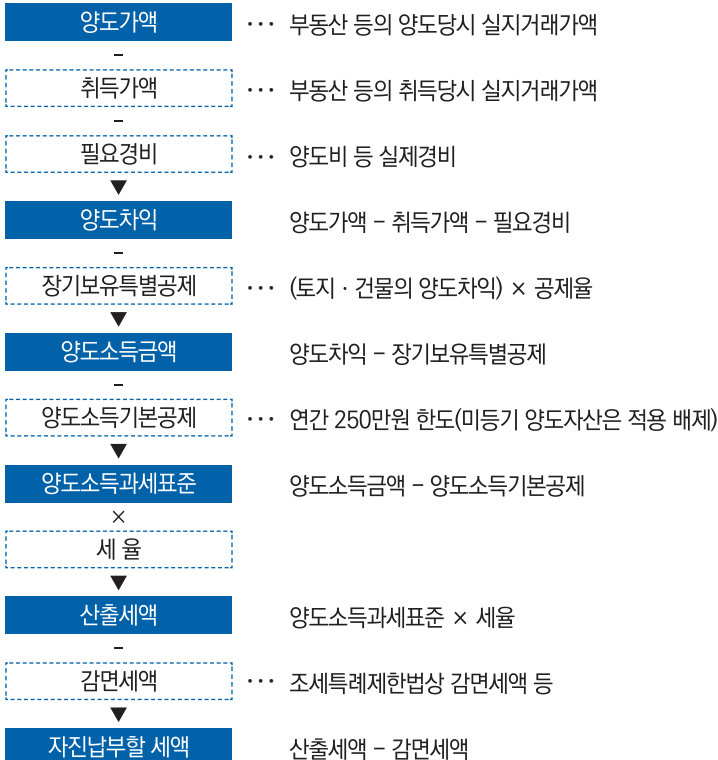 양도가액 ··· 부동산 등의 양도당시 실지거래가액
–
취득가액 ··· 부동산 등의 취득당시 실지거래가액
–
필요경비 ··· 양도비 등 실제경비
▼
양도차익 양도가액 – 취득가액 – 필요경비
–
장기보유특별공제 ··· (토지 · 건물의 양도차익) × 공제율
▼
양도소득금액 양도차익 – 장기보유특별공제
–
양도소득기본공제 ··· 연간 250만원 한도(미등기 양도자산은 적용 배제)
▼
양도소득과세표준 양도소득금액 – 양도소득기본공제
×
세 율
▼
산출세액 양도소득과세표준 × 세율
–
감면세액 ··· 조세특례제한법상 감면세액 등
▼
자진납부할 세액 산출세액 – 감면세액